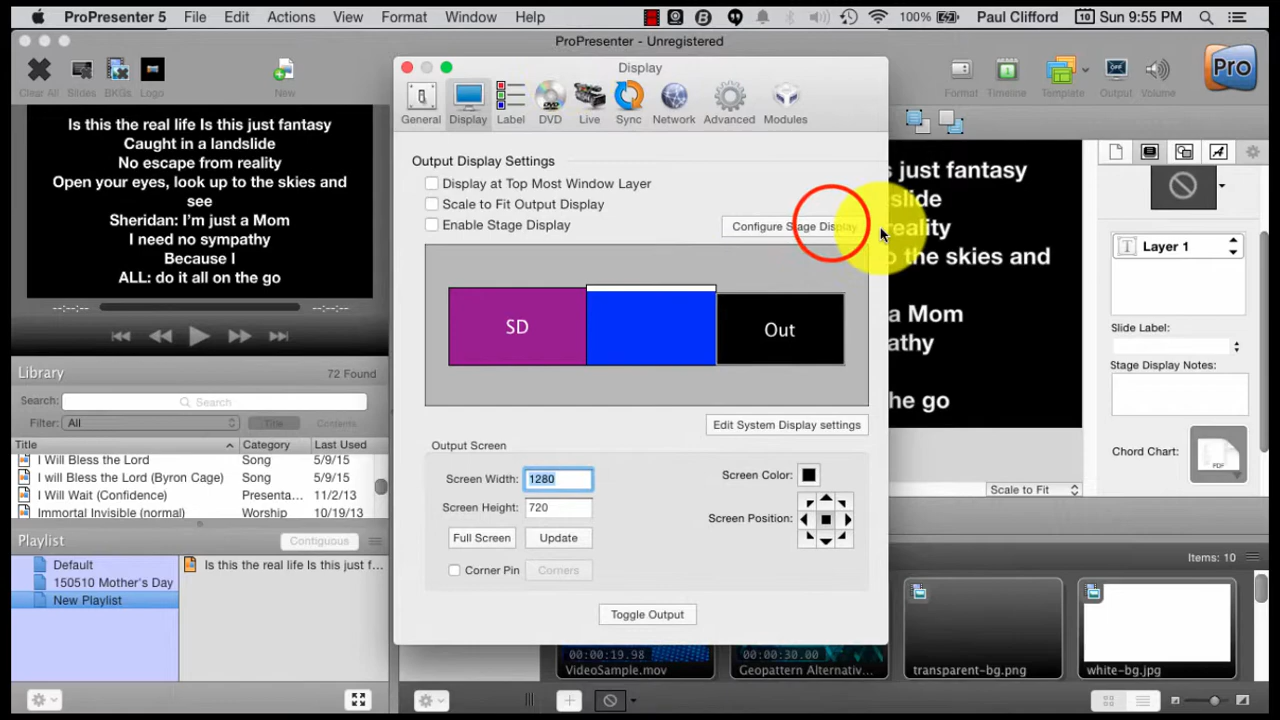 ProPresenter 5 File Edit Actions View Format Window Help 100% Paul Clifford 10 Sun 9:55 PM
ProPresenter - Unregistered
Clear All Slides BKGs Logo New Format Timeline Template Output Volume
Pro
Is this the real life Is this just fantasy
Caught in a landslide
No escape from reality
Open your eyes, look up to the skies and
see
Sheridan: I'm just a Mom
I need no sympathy
Because I
ALL: do it all on the go
--:--:-- --:--:--
Library 72 Found
Search: Search
Filter: All Title Contents
Title Category Last Used
I Will Bless the Lord Song 5/9/15
I will Bless the Lord (Byron Cage) Song 5/9/15
I Will Wait (Confidence) Presenta... 11/2/13
Immortal Invisible (normal) Worship 10/19/13
Playlist Contiguous
Default
150510 Mother's Day
New Playlist
Is this the real life Is this just f...
Display
General Display Label DVD Live Sync Network Advanced Modules
Output Display Settings
Display at Top Most Window Layer
Scale to Fit Output Display
Enable Stage Display
Configure Stage Display
SD
Out
Edit System Display settings
Output Screen
Screen Width: 1280
Screen Height: 720
Full Screen Update
Corner Pin Corners
Screen Color:
Screen Position:
Toggle Output
s just fantasy
slide
reality
o the skies and
a Mom
athy
he go
Scale to Fit
T Layer 1
Slide Label:
Stage Display Notes:
Chord Chart:
PDF
Items: 10
00:00:19.98
VideoSample.mov
00:00:30.00
Geopattern Alternativ...
transparent-bg.png
white-bg.jpg